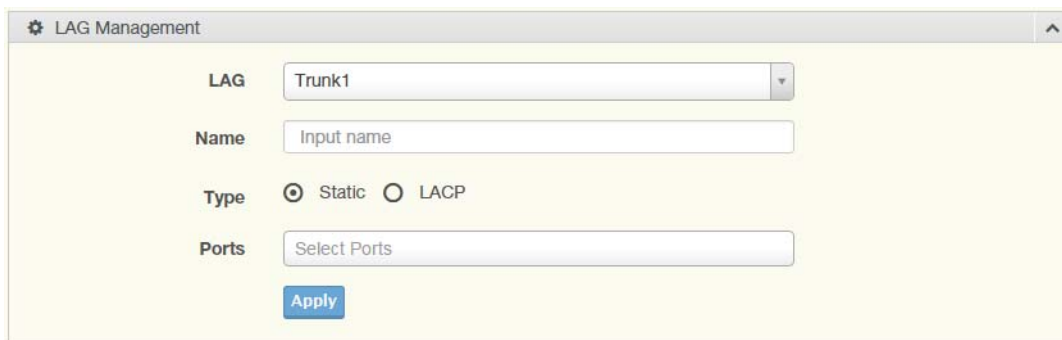 LAG Management
LAG Trunk1
Name Input name
Type Static LACP
Ports Select Ports
Apply